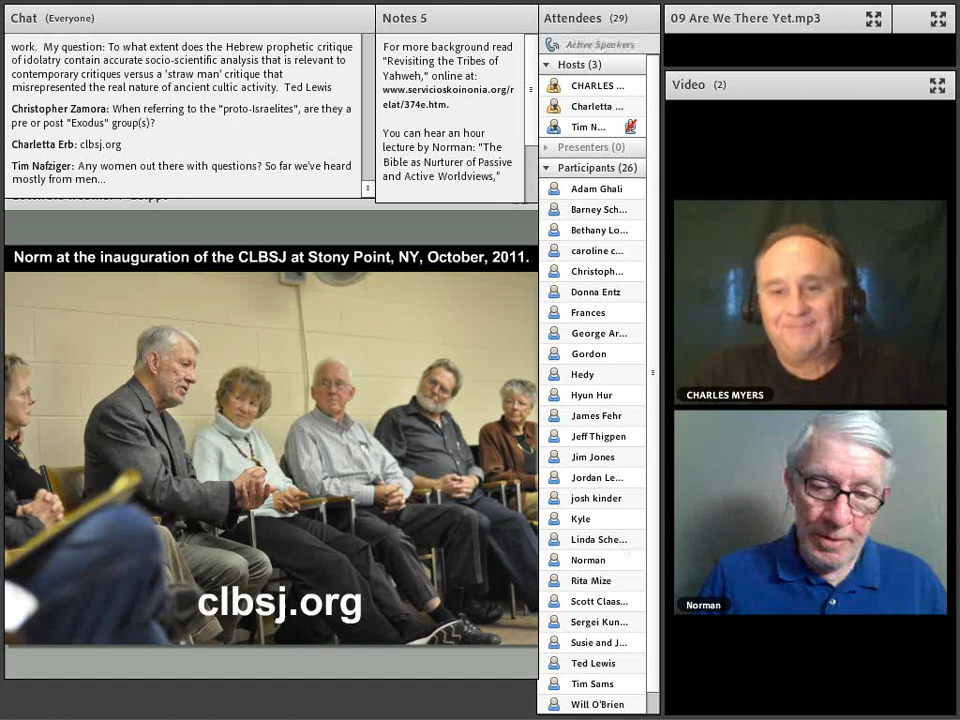 Chat (Everyone)
work. My question: To what extent does the Hebrew prophetic critique
of idolatry contain accurate socio-scientific analysis that is relevant to
contemporary critiques versus a 'straw man' critique that
misrepresented the real nature of ancient cultic activity. Ted Lewis
Christopher Zamora: When referring to the "proto-Israelites", are they a
pre or post "Exodus" group(s)?
Charletta Erb: clbsj.org
Tim Nafziger: Any women out there with questions? So far we've heard
mostly from men...
Notes 5
For more background read
"Revisiting the Tribes of
Yahweh," online at:
www.servicioskoinonia.org/r
elat/374e.htm.
You can hear an hour
lecture by Norman: "The
Bible as Nurturer of Passive
and Active Worldviews,"
Norm at the inauguration of the CLBSJ at Stony Point, NY, October, 2011.
clbsj.org
Attendees (29)
Active Speakers
Hosts (3)
CHARLES ...
Charletta ...
Tim N...
Presenters (0)
Participants (26)
Adam Ghali
Barney Sch...
Bethany Lo...
caroline c...
Christoph...
Donna Entz
Frances
George Ar...
Gordon
Hedy
Hyun Hur
James Fehr
Jeff Thigpen
Jim Jones
Jordan Le...
josh kinder
Kyle
Linda Sche...
Norman
Rita Mize
Scott Claas...
Sergei Kun...
Susie and J...
Ted Lewis
Tim Sams
Will O'Brien
09 Are We There Yet.mp3
Video (2)
CHARLES MYERS
Norman